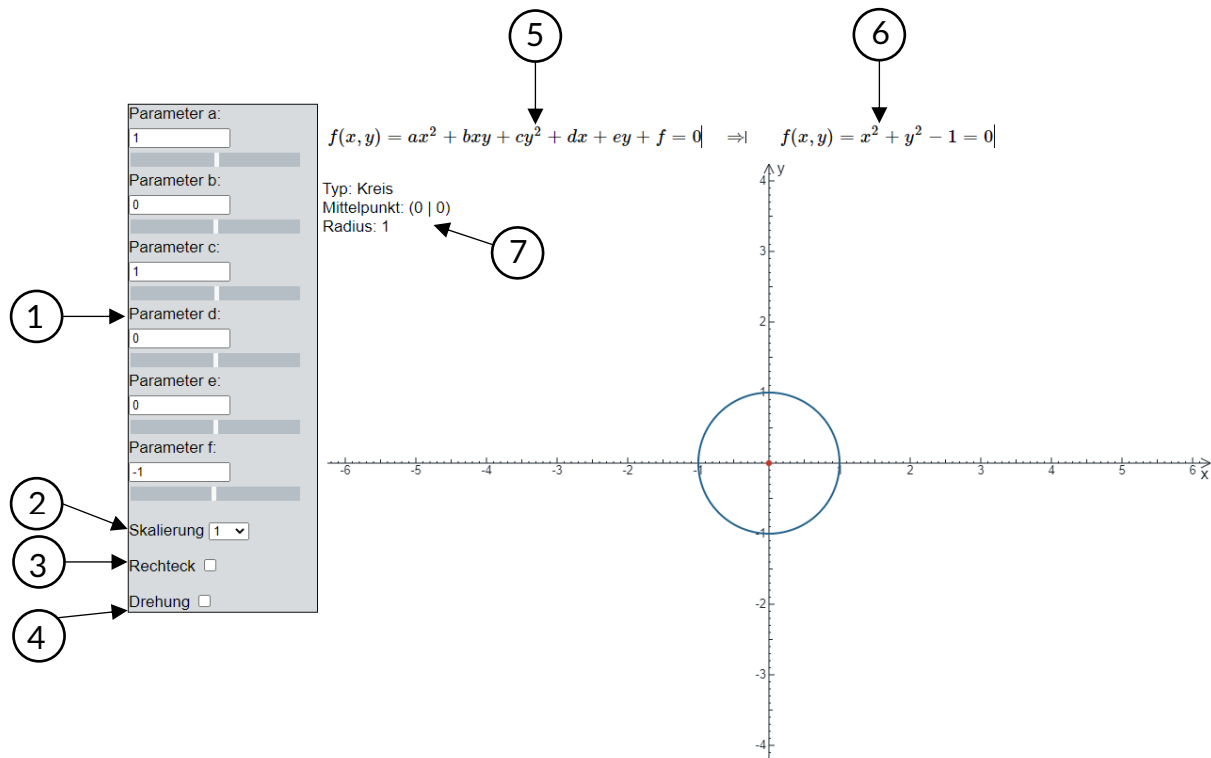 5
6
Parameter a:
1
f(x, y) = ax² + bxy + cy² + dx + ey + f = 0 ⇒ f(x, y) = x² + y² − 1 = 0
Parameter b:
0
Typ: Kreis
Mittelpunkt: (0 | 0)
Radius: 1
7
Parameter c:
1
1
Parameter d:
0
Parameter e:
0
Parameter f:
-1
2
Skalierung 1
3
Rechteck
4
Drehung
y
4
3
2
1
-6 -5 -4 -3 -2 -1 1 2 3 4 5 6 x
-1
-2
-3
-4